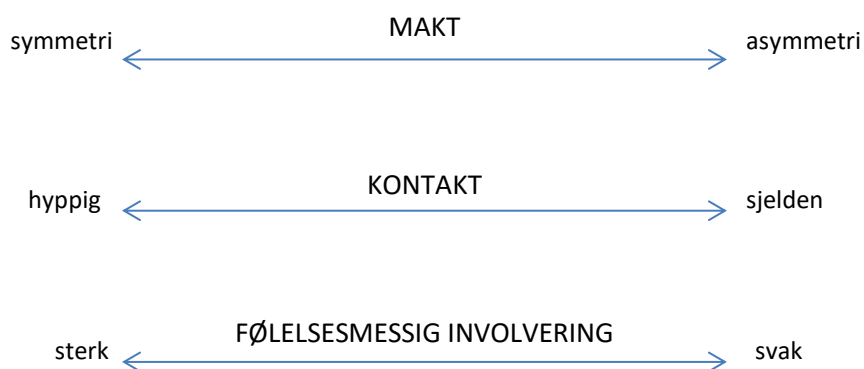 MAKT
symmetri asymmetri
KONTAKT
hyppig sjelden
FØLELSESMESSIG INVOLVERING
sterk svak